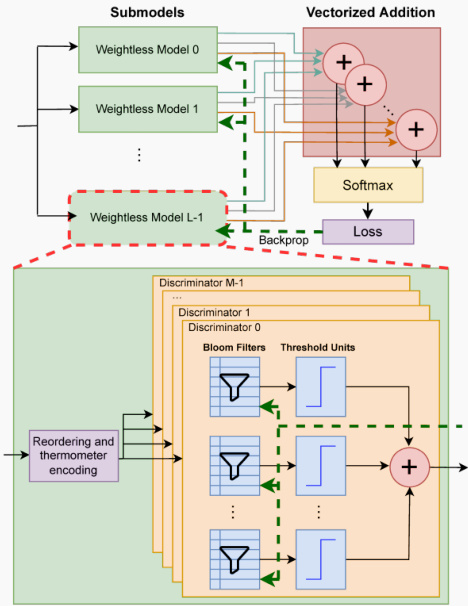 Submodels
Vectorized Addition
Weightless Model 0
Weightless Model 1
⋮
Weightless Model L-1
+
+
⋱
+
Softmax
Loss
Backprop
Discriminator M-1
...
Discriminator 1
Discriminator 0
Bloom Filters
Threshold Units
Reordering and
thermometer
encoding
+
⋮
⋮